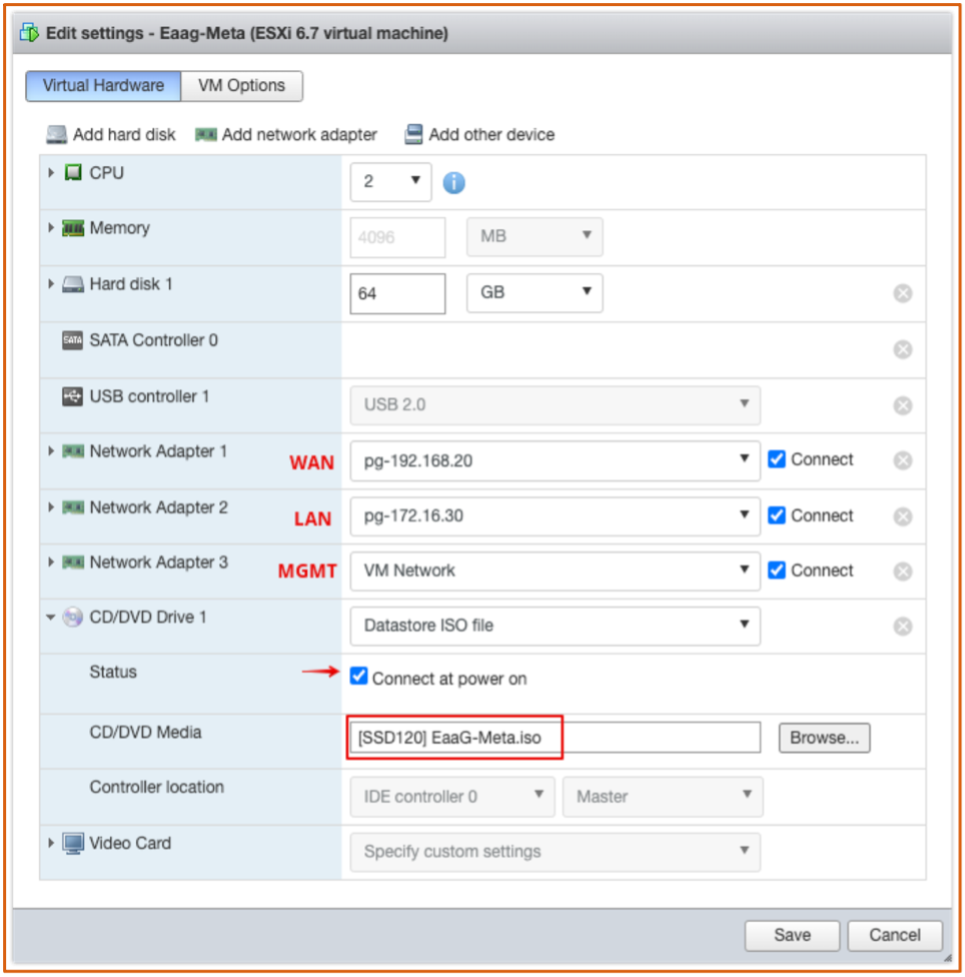 Edit settings - Eaag-Meta (ESXi 6.7 virtual machine)
Virtual Hardware VM Options
Add hard disk Add network adapter Add other device
CPU 2
Memory 4096 MB
Hard disk 1 64 GB
SATA SATA Controller 0
USB controller 1 USB 2.0
Network Adapter 1 WAN pg-192.168.20 Connect
Network Adapter 2 LAN pg-172.16.30 Connect
Network Adapter 3 MGMT VM Network Connect
CD/DVD Drive 1 Datastore ISO file
Status Connect at power on
CD/DVD Media [SSD120] EaaG-Meta.iso Browse...
Controller location IDE controller 0 Master
Video Card Specify custom settings
Save Cancel